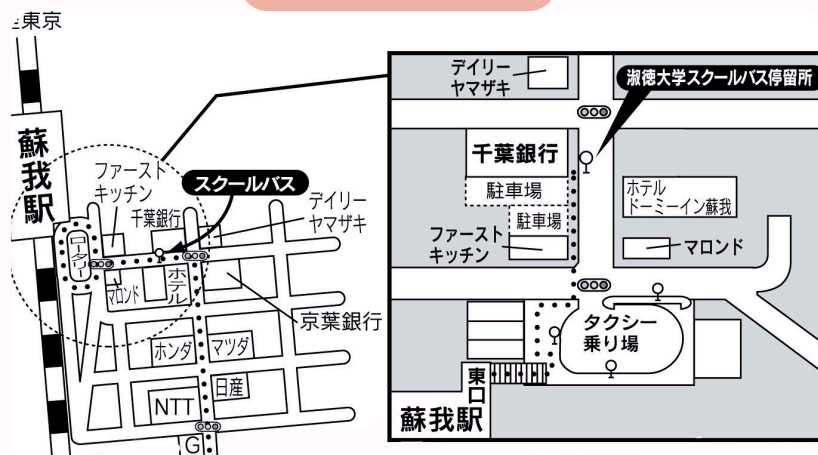 至東京
蘇我駅
ファースト
キッチン
千葉銀行
スクールバス
デイリー
ヤマザキ
ロータリー
マロンド
ホテル
京葉銀行
ホンダ
マツダ
日産
NTT
G
デイリー
ヤマザキ
淑徳大学スクールバス停留所
千葉銀行
駐車場
駐車場
ホテル
ドーミーイン蘇我
ファースト
キッチン
マロンド
タクシー
乗り場
東口
蘇我駅